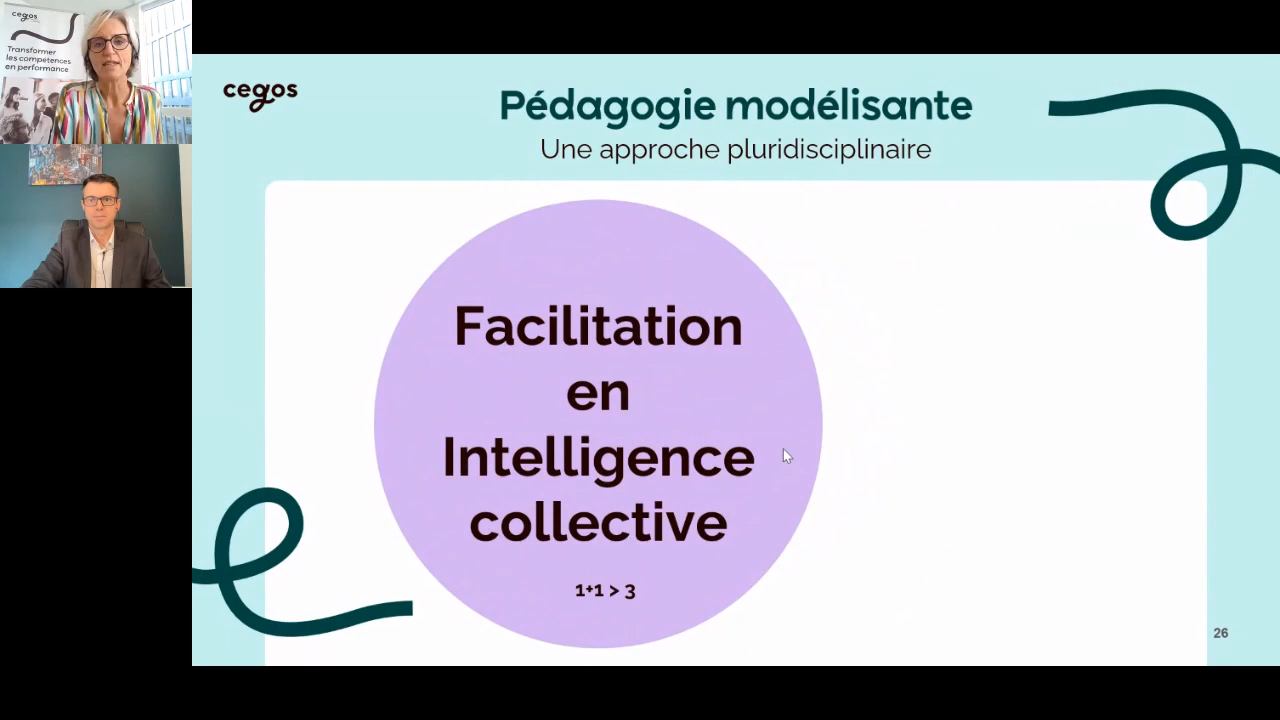 cegos
Transformer
les compétences
en performance
cegos
Pédagogie modélisante
Une approche pluridisciplinaire
Facilitation
en
Intelligence
collective
1+1 > 3
26